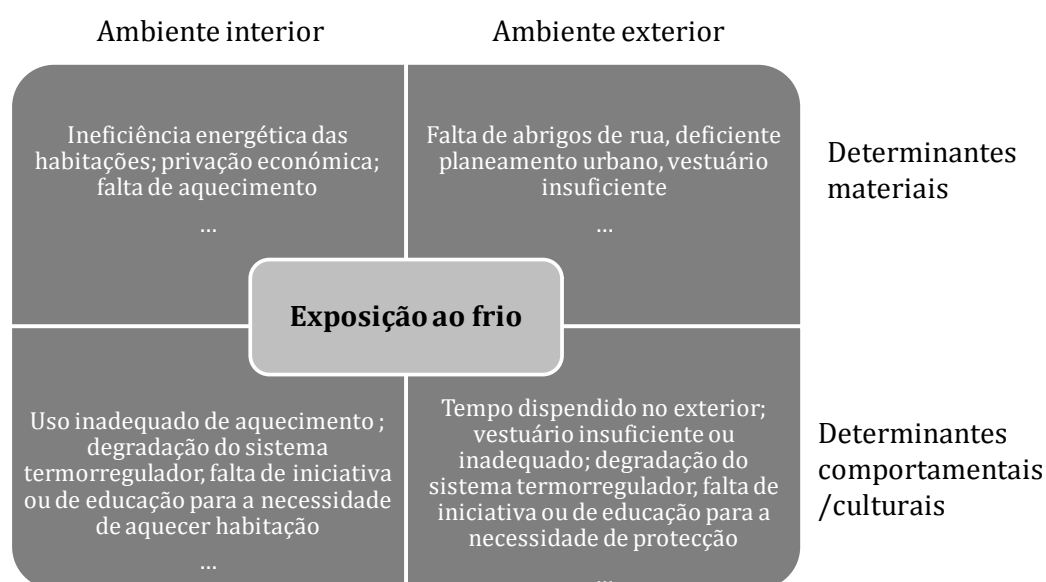 Ambiente interior
Ambiente exterior
Ineficiência energética das
habitações; privação económica;
falta de aquecimento
...
Falta de abrigos de rua, deficiente
planeamento urbano, vestuário
insuficiente
...
Determinantes
materiais
Exposição ao frio
Uso inadequado de aquecimento ;
degradação do sistema
termorregulador, falta de iniciativa
ou de educação para a necessidade
de aquecer habitação
...
Tempo dispendido no exterior;
vestuário insuficiente ou
inadequado; degradação do
sistema termorregulador, falta de
iniciativa ou de educação para a
necessidade de protecção
...
Determinantes
comportamentais
/culturais